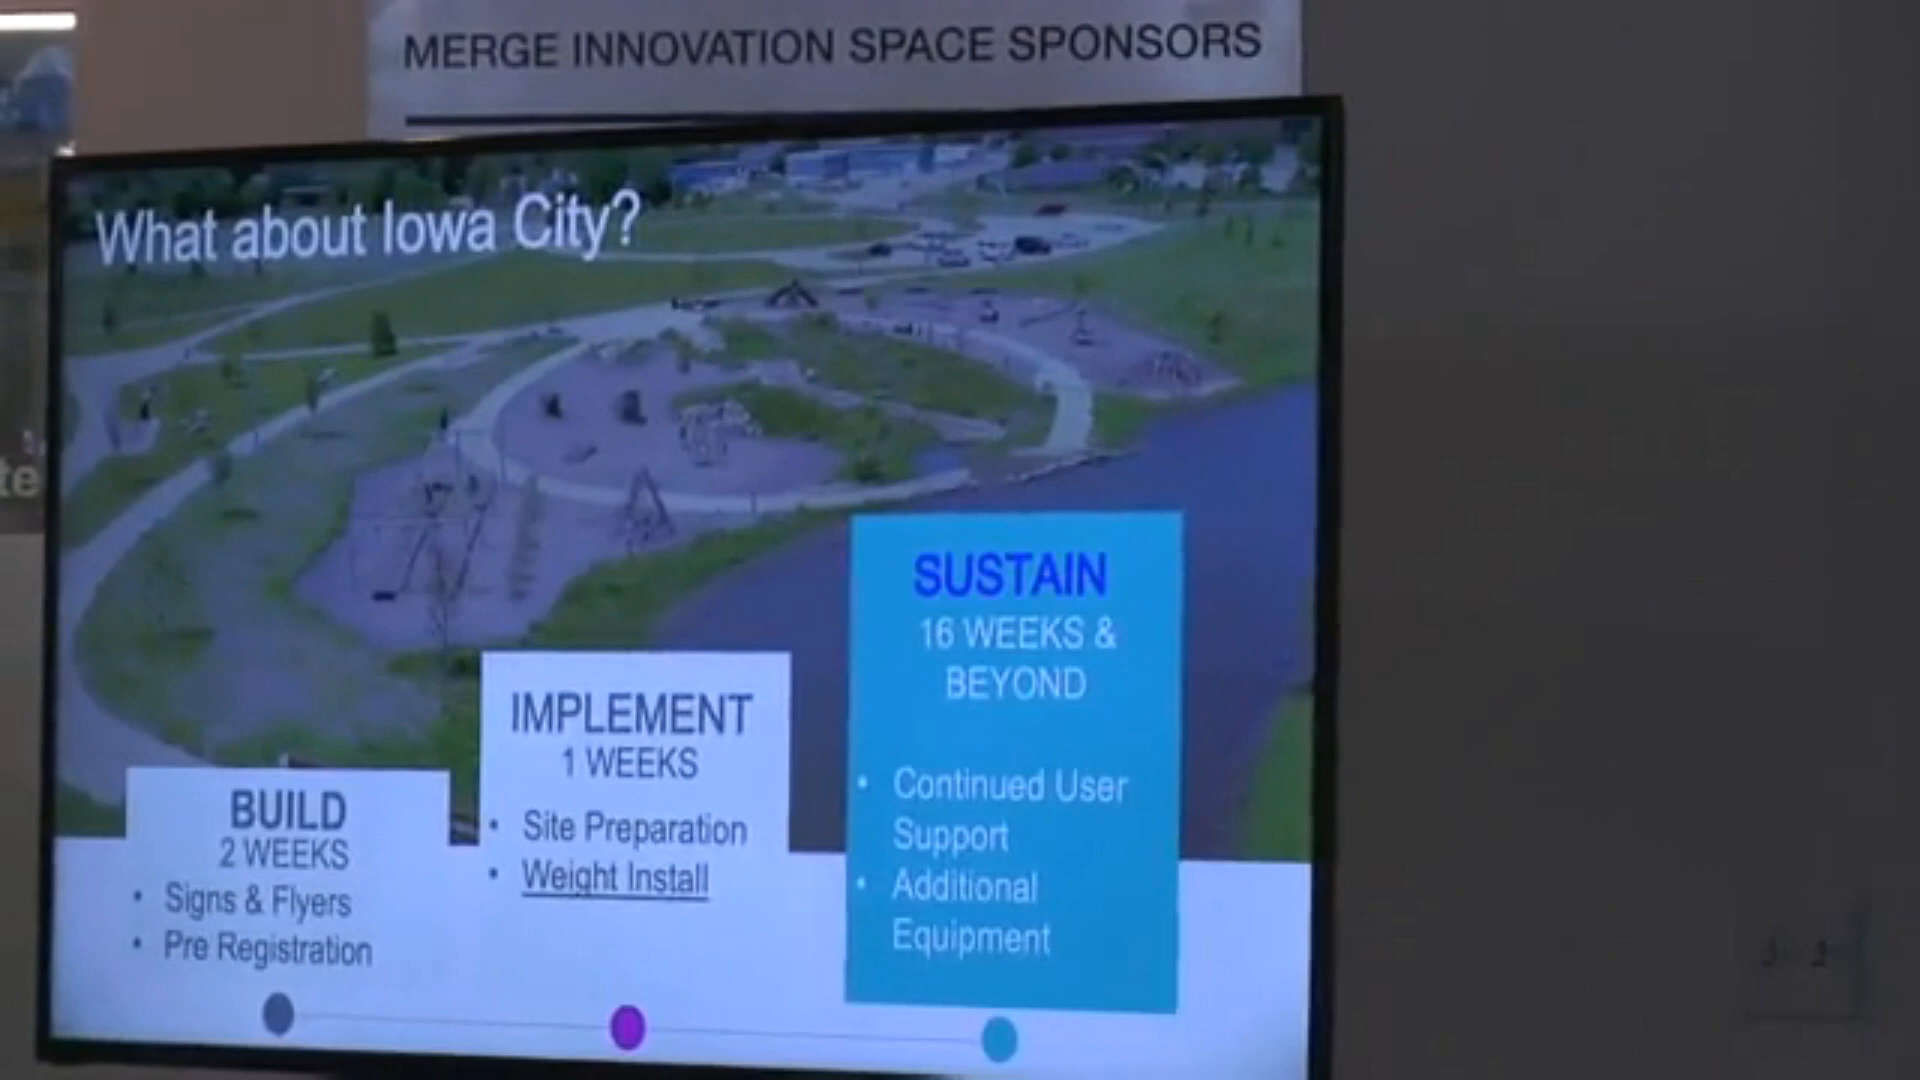 MERGE INNOVATION SPACE SPONSORS
te
What about Iowa City?
BUILD
2 WEEKS
• Signs & Flyers
• Pre Registration
IMPLEMENT
1 WEEKS
• Site Preparation
• Weight Install
SUSTAIN
16 WEEKS &
BEYOND
• Continued User
Support
• Additional
Equipment